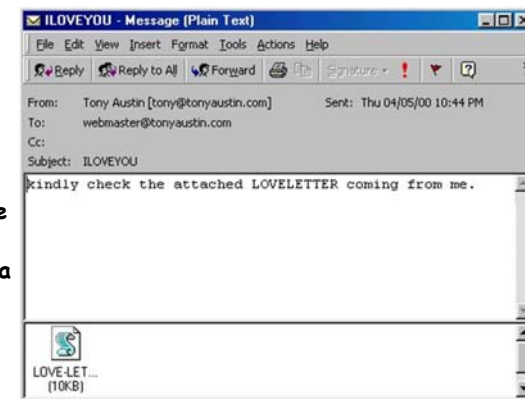 ILOVEYOU - Message (Plain Text)
File Edit View Insert Format Tools Actions Help
Reply Reply to All Forward Signature
From: Tony Austin [tony@tonyaustin.com] Sent: Thu 04/05/00 10:44 PM
To: webmaster@tonyaustin.com
Cc:
Subject: ILOVEYOU
kindly check the attached LOVELETTER coming from me.
e
a
LOVE-LET...
(10KB)